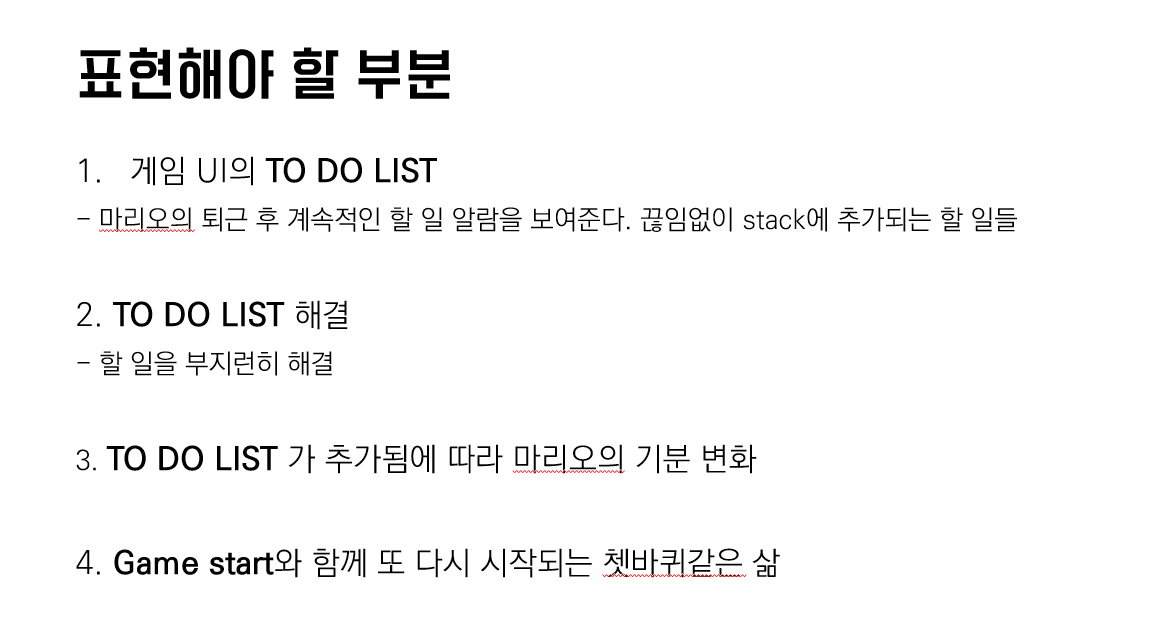 표현해야 할 부분
1. 게임 UI의 TO DO LIST
- 마리오의 퇴근 후 계속적인 할 일 알람을 보여준다. 끊임없이 stack에 추가되는 할 일들
2. TO DO LIST 해결
- 할 일을 부지런히 해결
3. TO DO LIST 가 추가됨에 따라 마리오의 기분 변화
4. Game start와 함께 또 다시 시작되는 쳇바퀴같은 삶